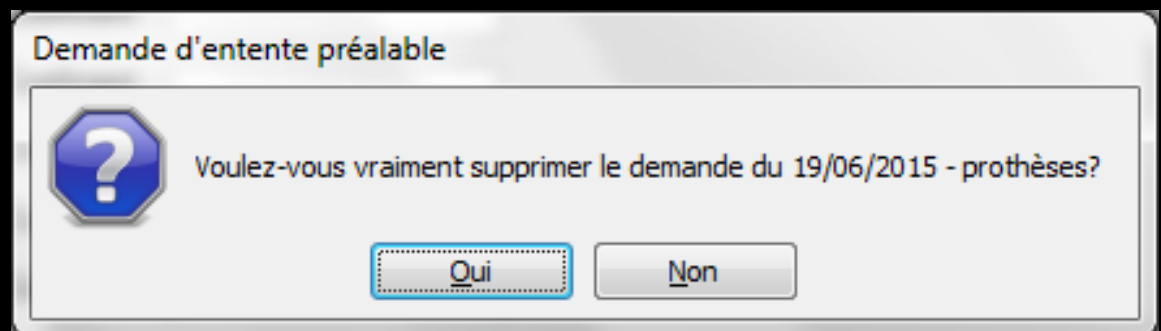 Demande d'entente préalable
Voulez-vous vraiment supprimer le demande du 19/06/2015 - prothèses?
Oui Non